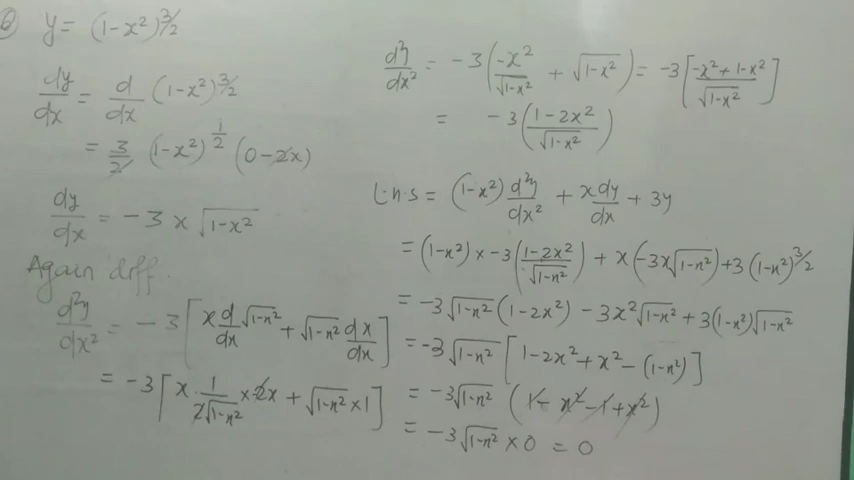 Q y = (1-x²)^3/2
dy/dx = d/dx (1-x²)^3/2
= 3/2 (1-x²)^1/2 (0-2x)
dy/dx = -3x√(1-x²)
Again diff.
d²y/dx² = -3[x d/dx √(1-x²) + √(1-x²) dx/dx]
= -3[x · 1/(2√(1-x²)) × -2x + √(1-x²) × 1]
d²y/dx² = -3(-x²/√(1-x²) + √(1-x²)) = -3[(-x²+1-x²)/√(1-x²)]
= -3((1-2x²)/√(1-x²))
L.h.s = (1-x²) d²y/dx² + x dy/dx + 3y
= (1-x²) × -3((1-2x²)/√(1-x²)) + x(-3x√(1-x²)) + 3(1-x²)^3/2
= -3√(1-x²) (1-2x²) - 3x²√(1-x²) + 3(1-x²)√(1-x²)
= -3√(1-x²) [1-2x²+x²-(1-x²)]
= -3√(1-x²) (1-x²-1+x²)
= -3√(1-x²) × 0 = 0